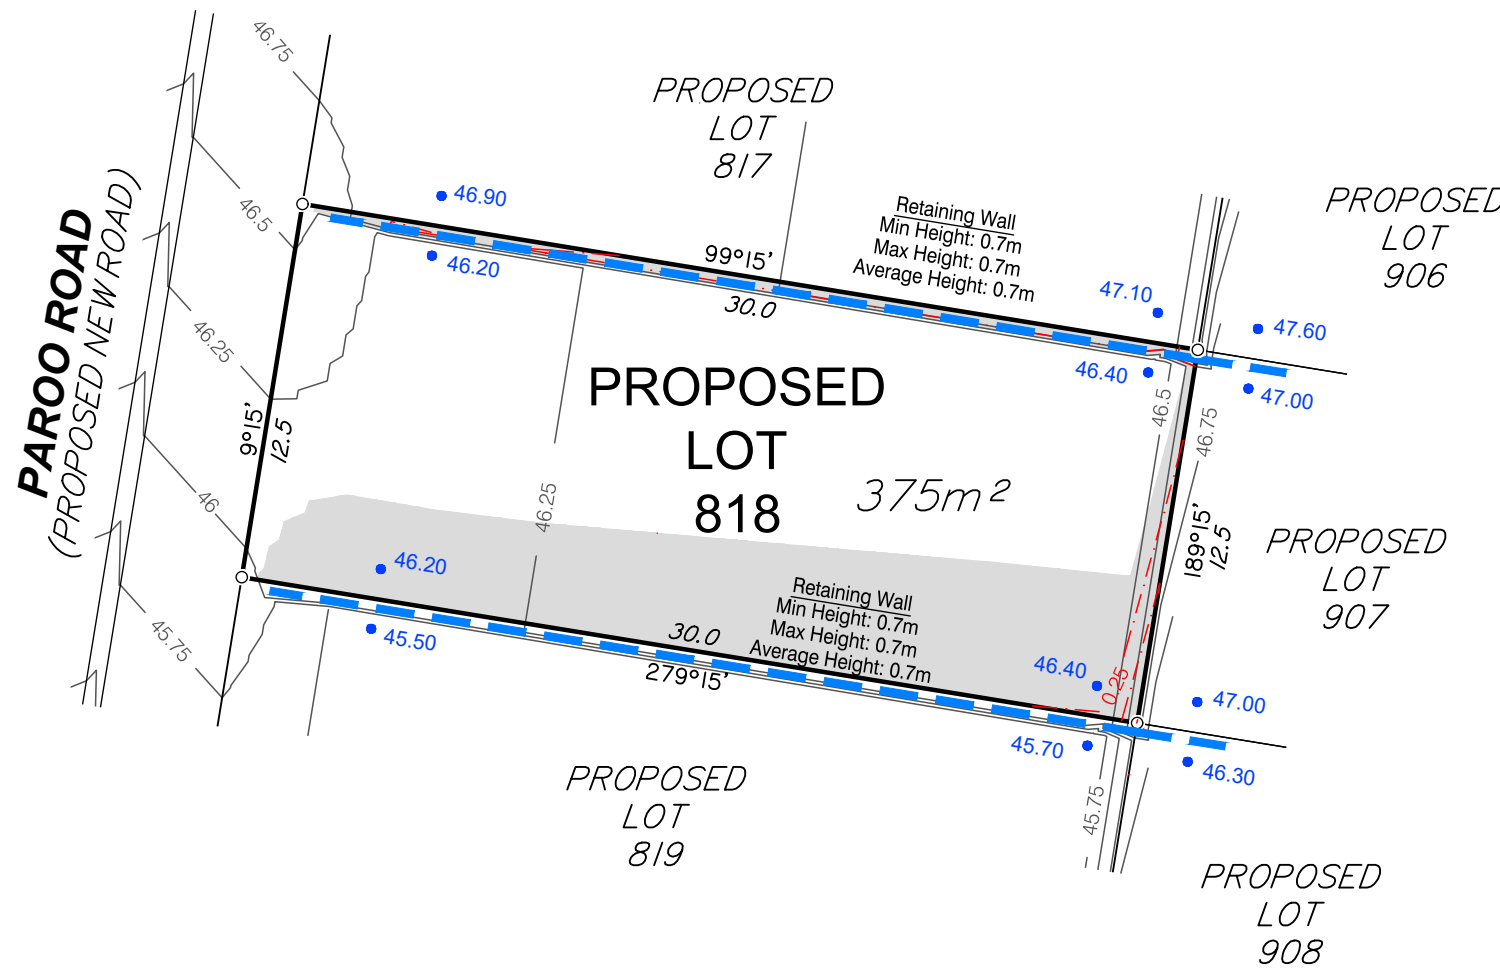 46.75
PROPOSED
LOT
817
PROPOSED
LOT
906
46.90
46.5
46.20
99°15'
30.0
Retaining Wall
Min Height: 0.7m
Max Height: 0.7m
Average Height: 0.7m
47.10
47.60
46.40
47.00
PAROO ROAD
(PROPOSED NEW ROAD)
46.25
9°15'
12.5
46
PROPOSED
LOT
818
375m²
46.25
46.5
46.75
189°15'
12.5
PROPOSED
LOT
907
46.20
45.50
45.75
30.0
279°15'
Retaining Wall
Min Height: 0.7m
Max Height: 0.7m
Average Height: 0.7m
46.40
0.25
47.00
45.70
46.30
45.75
PROPOSED
LOT
819
PROPOSED
LOT
908